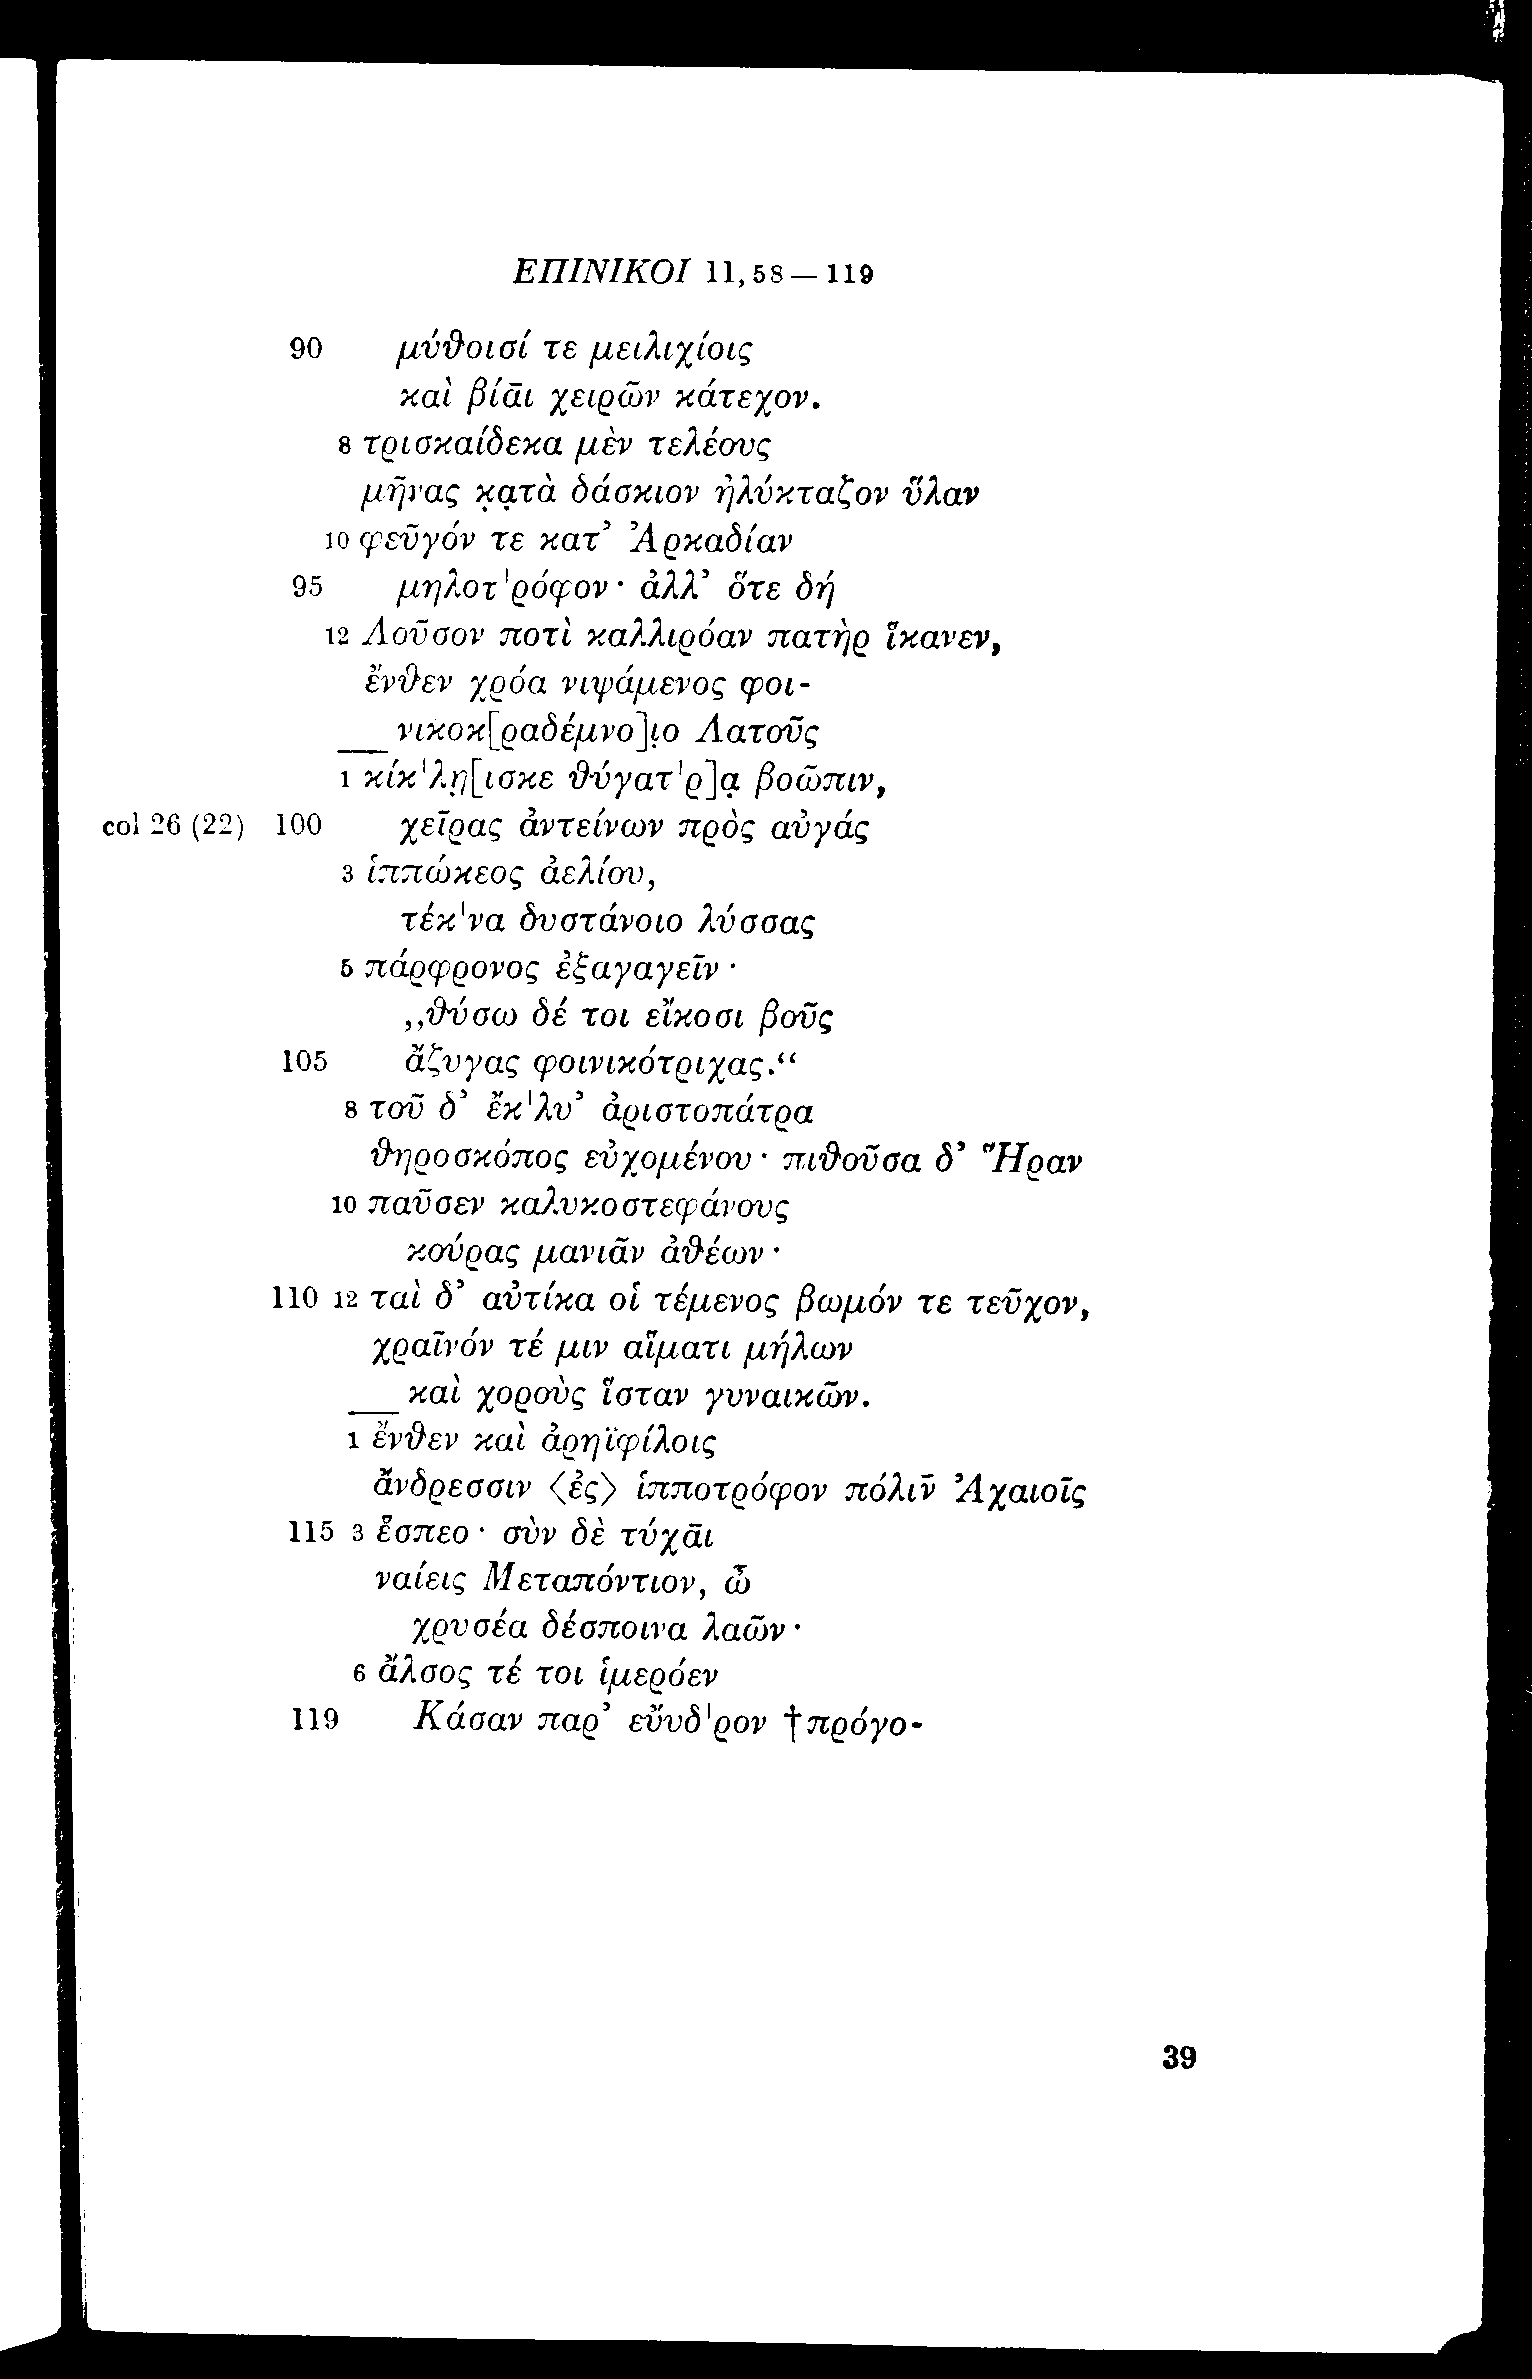 ΕΠΙΝΙΚΟΙ 11, 58 — 119
90 μύθοισί τε μειλιχίοις
καὶ βίᾱι χειρῶν κάτεχον.
8 τρισκαίδεκα μὲν τελέους
μῆνας κ̣α̣τὰ δάσκιον ἠλύκταζον ὕλαν
10 φεῦγόν τε κατ’ Ἀρκαδίαν
95 μηλοτ'ρόφον· ἀλλ’ ὅτε δή
12 Λοῦσον ποτὶ καλλιρόαν πατὴρ ἵκανεν,
ἔνθεν χρόα νιψάμενος φοι-
νικοκ[ραδέμνο]ι̣ο Λατοῦς
1 κίκ'λη̣[ισκε θύγατ'ρ]α̣ βοῶπιν,
col 26 (22) 100 χεῖρας ἀντείνων πρὸς αὐγάς
3 ἱππώκεος ἀελίου,
τέκ'να δυστάνοιο λύσσας
5 πάρφρονος ἐξαγαγεῖν·
„θύσω δέ τοι εἴκοσι βοῦς
105 ἄζυγας φοινικότριχας.“
8 τοῦ δ’ ἔκ'λυ’ ἀριστοπάτρα
θηροσκόπος εὐχομένου· πιθοῦσα δ’ Ἥραν
10 παῦσεν καλυκοστεφάνους
κούρας μανιᾶν ἀθέων·
110 12 ταὶ δ’ αὐτίκα οἱ τέμενος βωμόν τε τεῦχον,
χραῖνόν τέ μιν αἵματι μήλων
καὶ χοροὺς ἵσταν γυναικῶν.
1 ἔνθεν καὶ ἀρηϊφίλοις
ἄνδρεσσιν ⟨ἐς⟩ ἱπποτρόφον πόλιν̄ Ἀχαιοῖς
115 3 ἕσπεο· σὺν δὲ τύχᾱι
ναίεις Μεταπόντιον, ὦ
χρυσέα δέσποινα λαῶν·
6 ἄλσος τέ τοι ἱμερόεν
119 Κάσαν παρ’ εὔυδ'ρον †πρόγο-
39